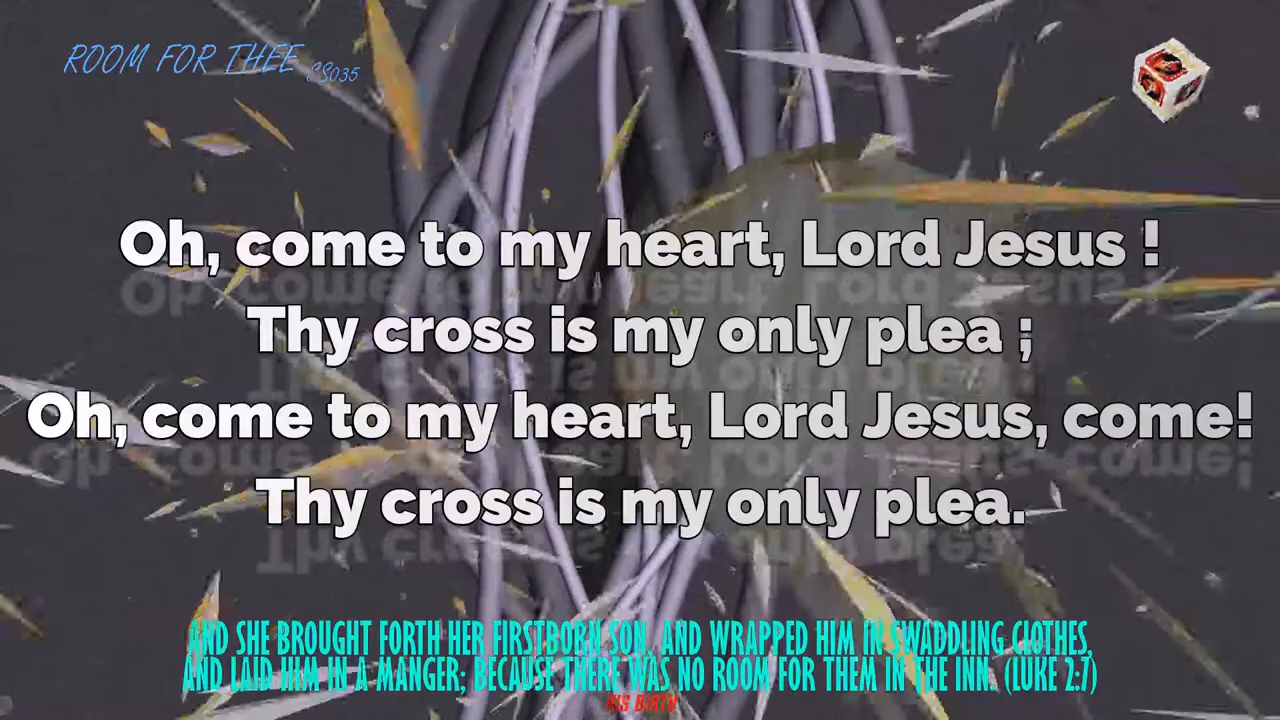 ROOM FOR THEE SS035
Oh, come to my heart, Lord Jesus !
Thy cross is my only plea ;
Oh, come to my heart, Lord Jesus, come!
Thy cross is my only plea.
AND SHE BROUGHT FORTH HER FIRSTBORN SON, AND WRAPPED HIM IN SWADDLING CLOTHES,
AND LAID HIM IN A MANGER; BECAUSE THERE WAS NO ROOM FOR THEM IN THE INN. (LUKE 2:7)
HIS BIRTH